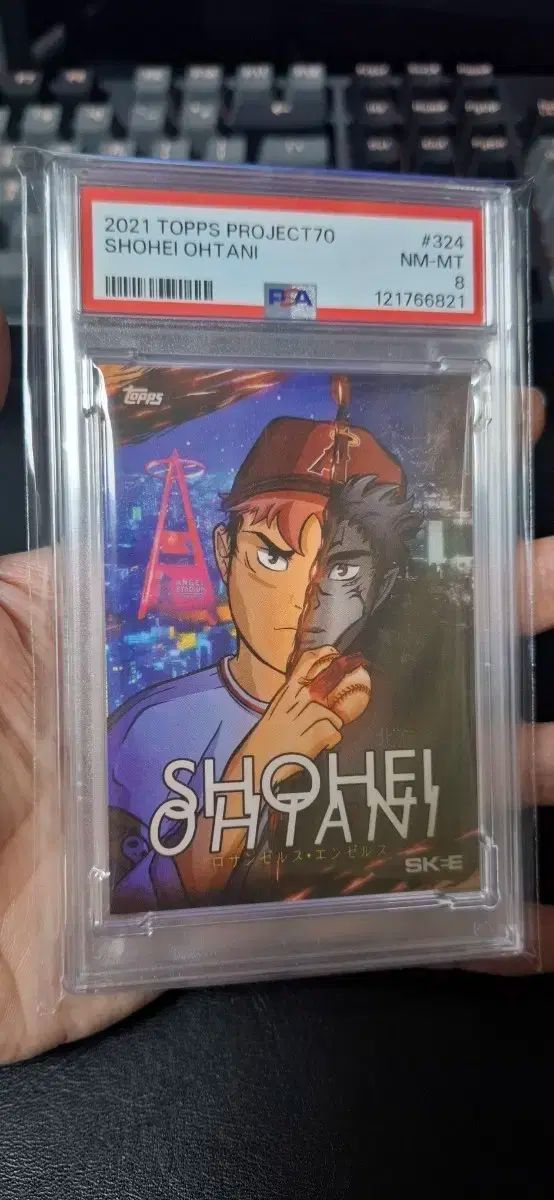 2021 TOPPS PROJECT70
#324
SHOHEI OHTANI
NM-MT
8
PSA
121766821
topps
A
ANGEL
STADIUM
SHOHEI
OHTANI
ロサンゼルス・エンゼルス
SK=E